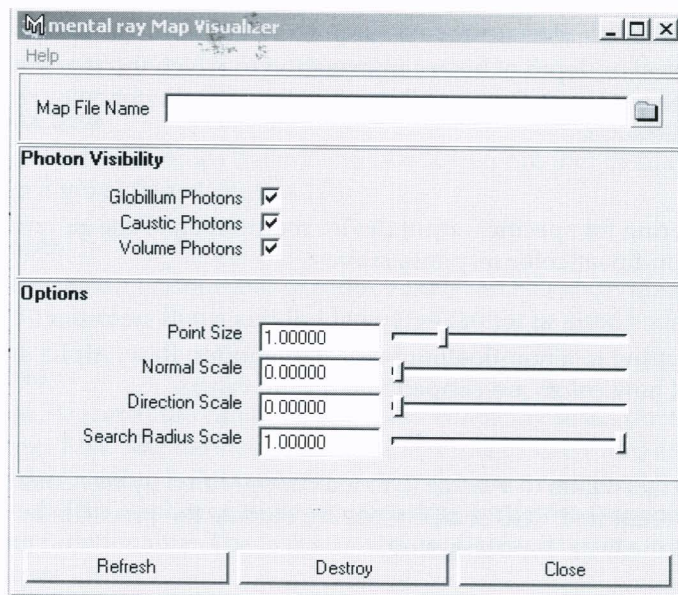 mental ray Map Visualizer
Help
Map File Name
Photon Visibility
Globillum Photons
Caustic Photons
Volume Photons
Options
Point Size 1.00000
Normal Scale 0.00000
Direction Scale 0.00000
Search Radius Scale 1.00000
Refresh Destroy Close